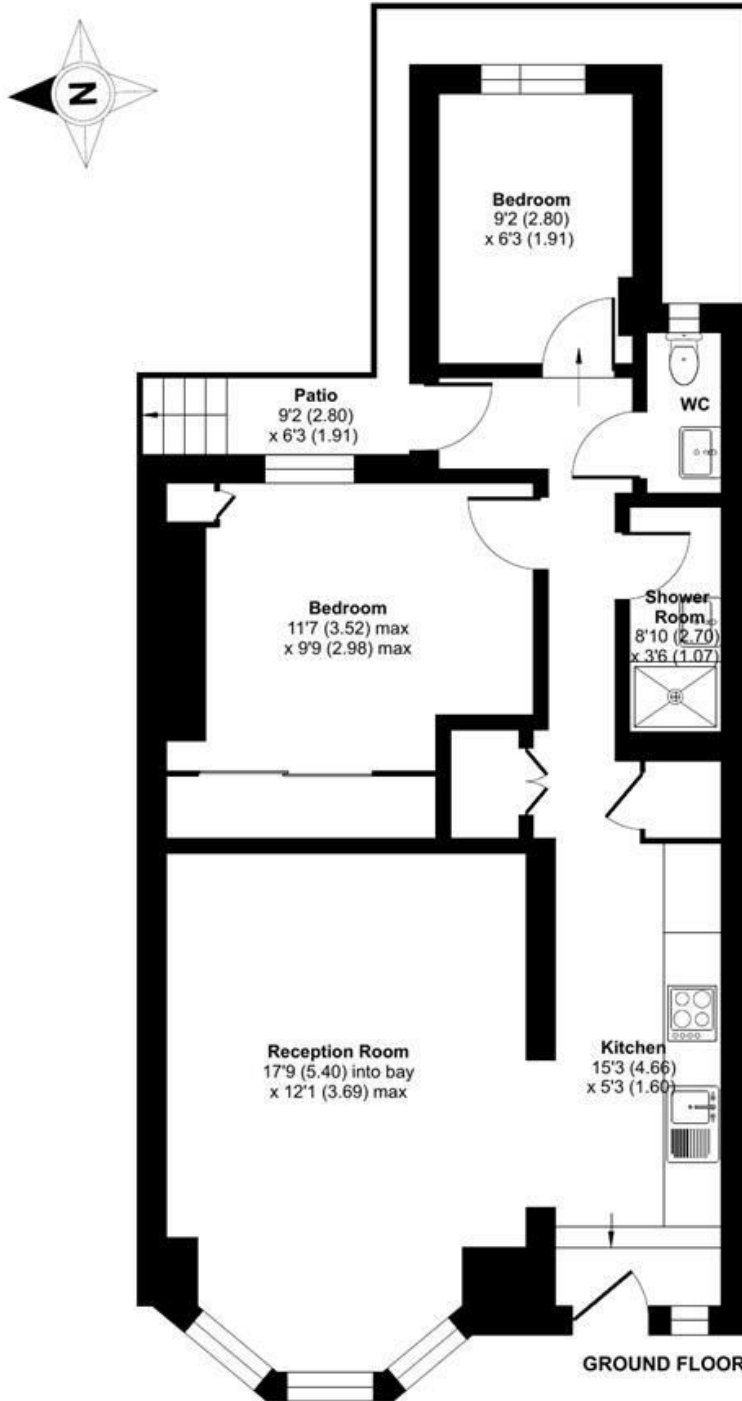 N
Bedroom
9'2 (2.80)
x 6'3 (1.91)
Patio
9'2 (2.80)
x 6'3 (1.91)
WC
Bedroom
11'7 (3.52) max
x 9'9 (2.98) max
Shower
Room
8'10 (2.70)
x 3'6 (1.07)
Reception Room
17'9 (5.40) into bay
x 12'1 (3.69) max
Kitchen
15'3 (4.66)
x 5'3 (1.60)
GROUND FLOOR